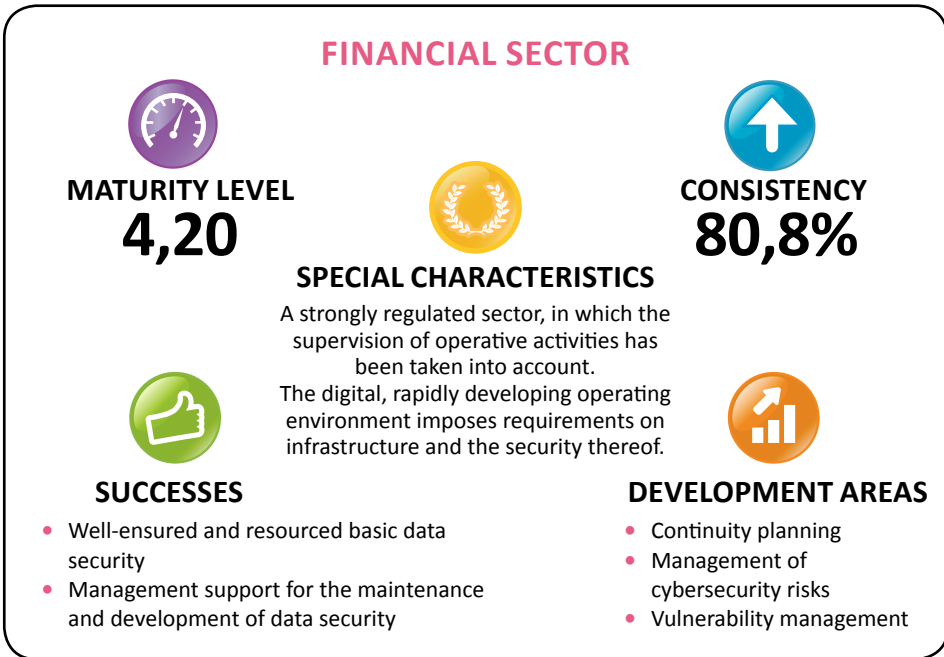 FINANCIAL SECTOR
MATURITY LEVEL
4,20
CONSISTENCY
80,8%
SPECIAL CHARACTERISTICS
A strongly regulated sector, in which the
supervision of operative activities has
been taken into account.
The digital, rapidly developing operating
environment imposes requirements on
infrastructure and the security thereof.
SUCCESSES
• Well-ensured and resourced basic data
security
• Management support for the maintenance
and development of data security
DEVELOPMENT AREAS
• Continuity planning
• Management of
cybersecurity risks
• Vulnerability management